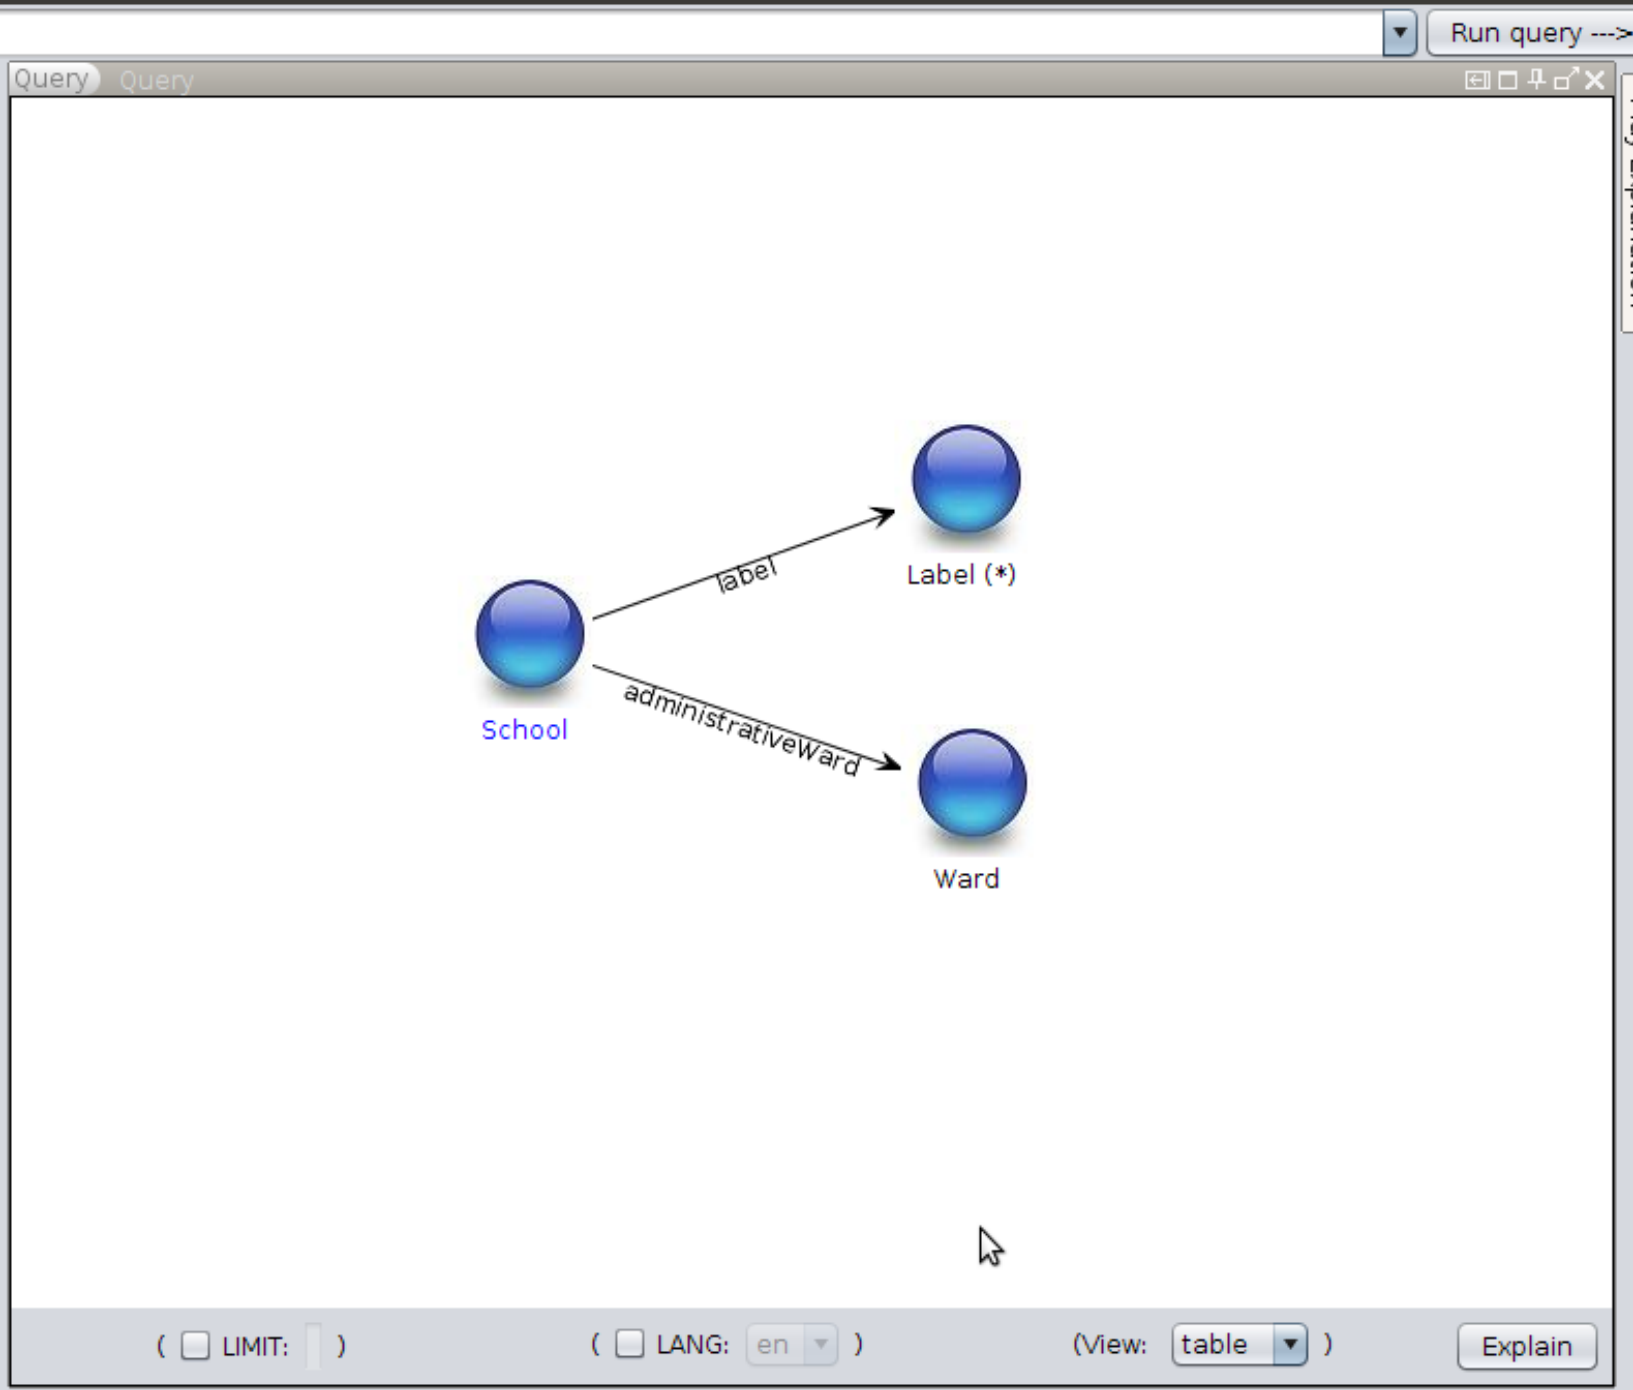 Run query --->
Query Query
label
Label (*)
School
administrativeWard
Ward
( LIMIT: )
( LANG: en )
(View: table )
Explain